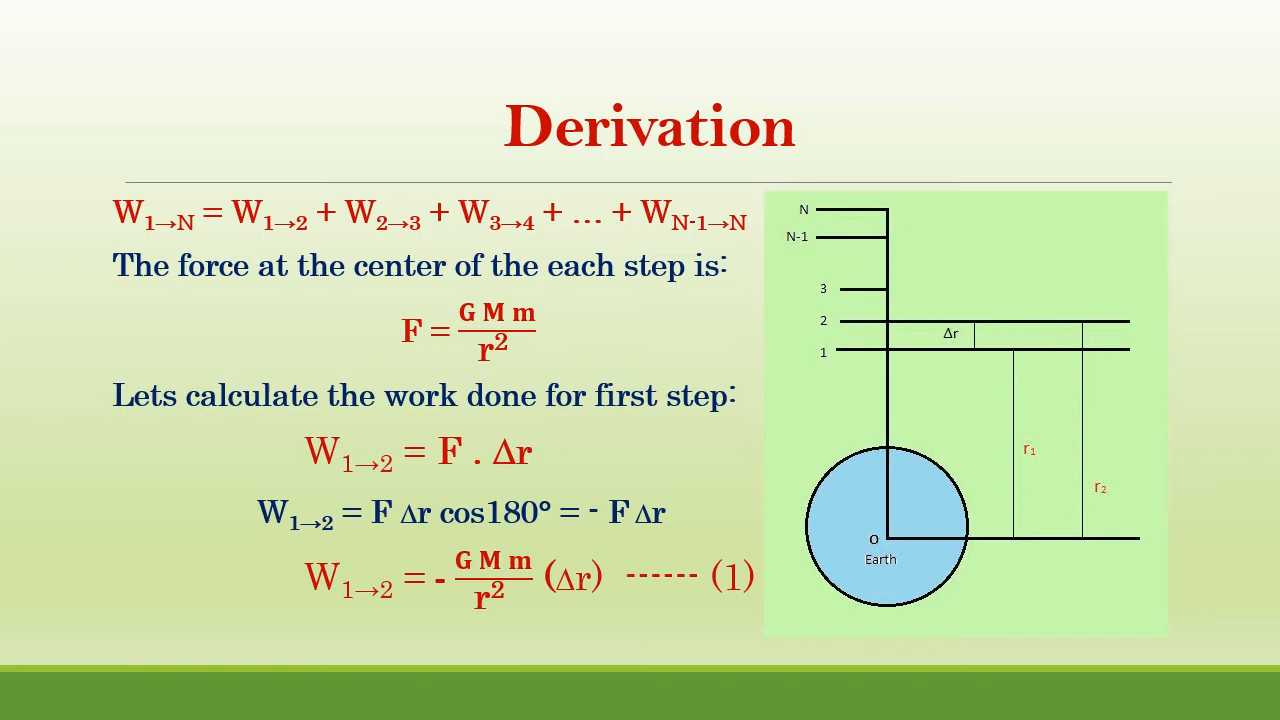 Derivation
W₁→N = W₁→₂ + W₂→₃ + W₃→₄ + … + W_N-1→N
The force at the center of the each step is:
F = G M m / r²
Lets calculate the work done for first step:
W₁→₂ = F . Δr
W₁→₂ = F Δr cos180° = - F Δr
W₁→₂ = - G M m / r² (Δr) ------ (1)
N
N-1
3
2
Δr
1
r₁
r₂
O
Earth